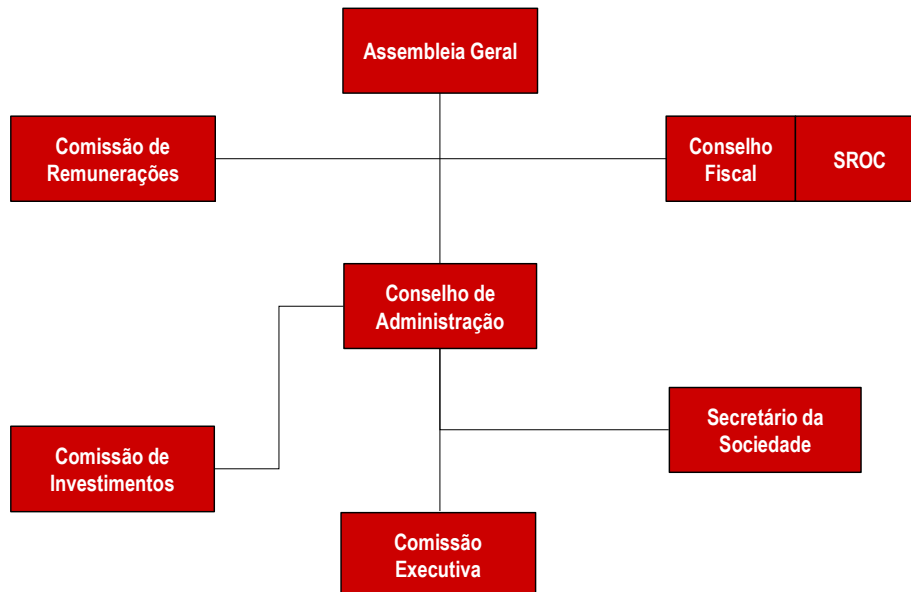 Assembleia Geral
Comissão de
Remunerações
Conselho
Fiscal
SROC
Conselho de
Administração
Secretário da
Sociedade
Comissão de
Investimentos
Comissão
Executiva